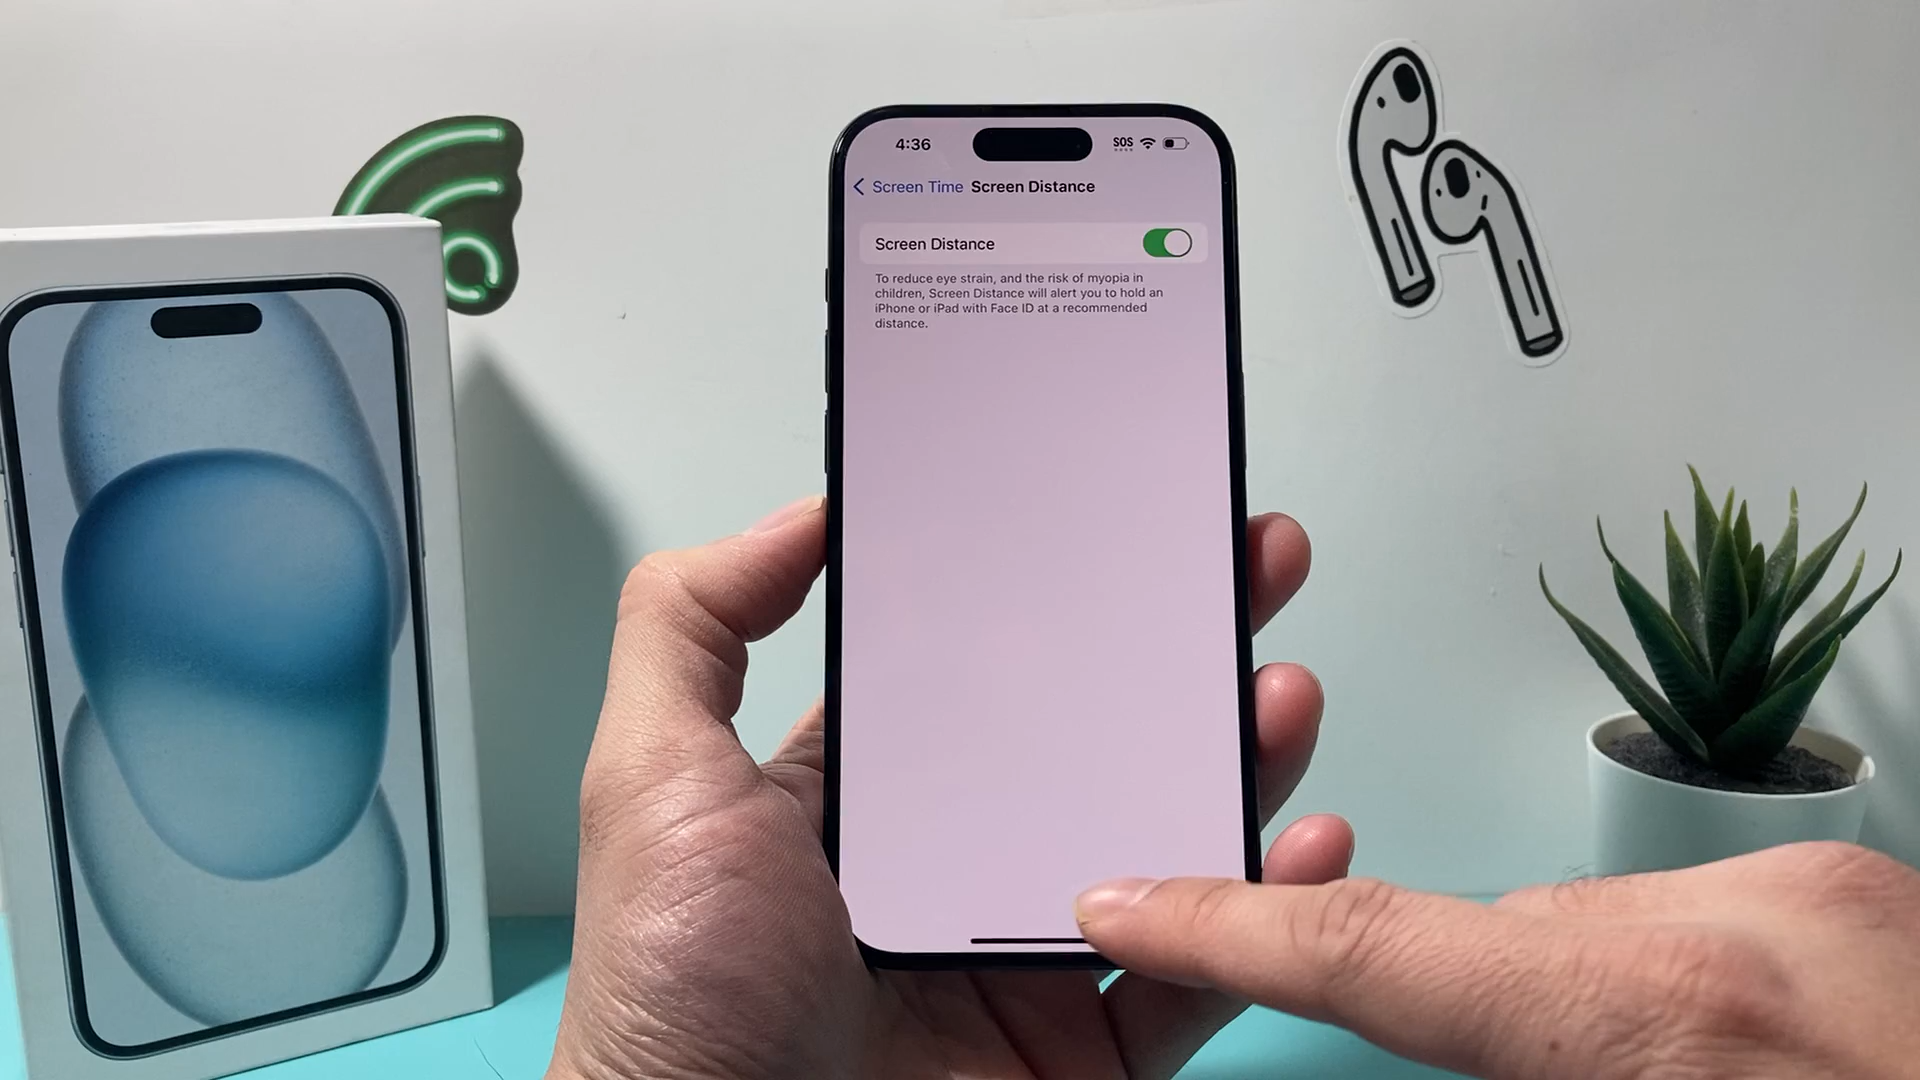 4:36
SOS
Screen Time
Screen Distance
Screen Distance
To reduce eye strain, and the risk of myopia in
children, Screen Distance will alert you to hold an
iPhone or iPad with Face ID at a recommended
distance.